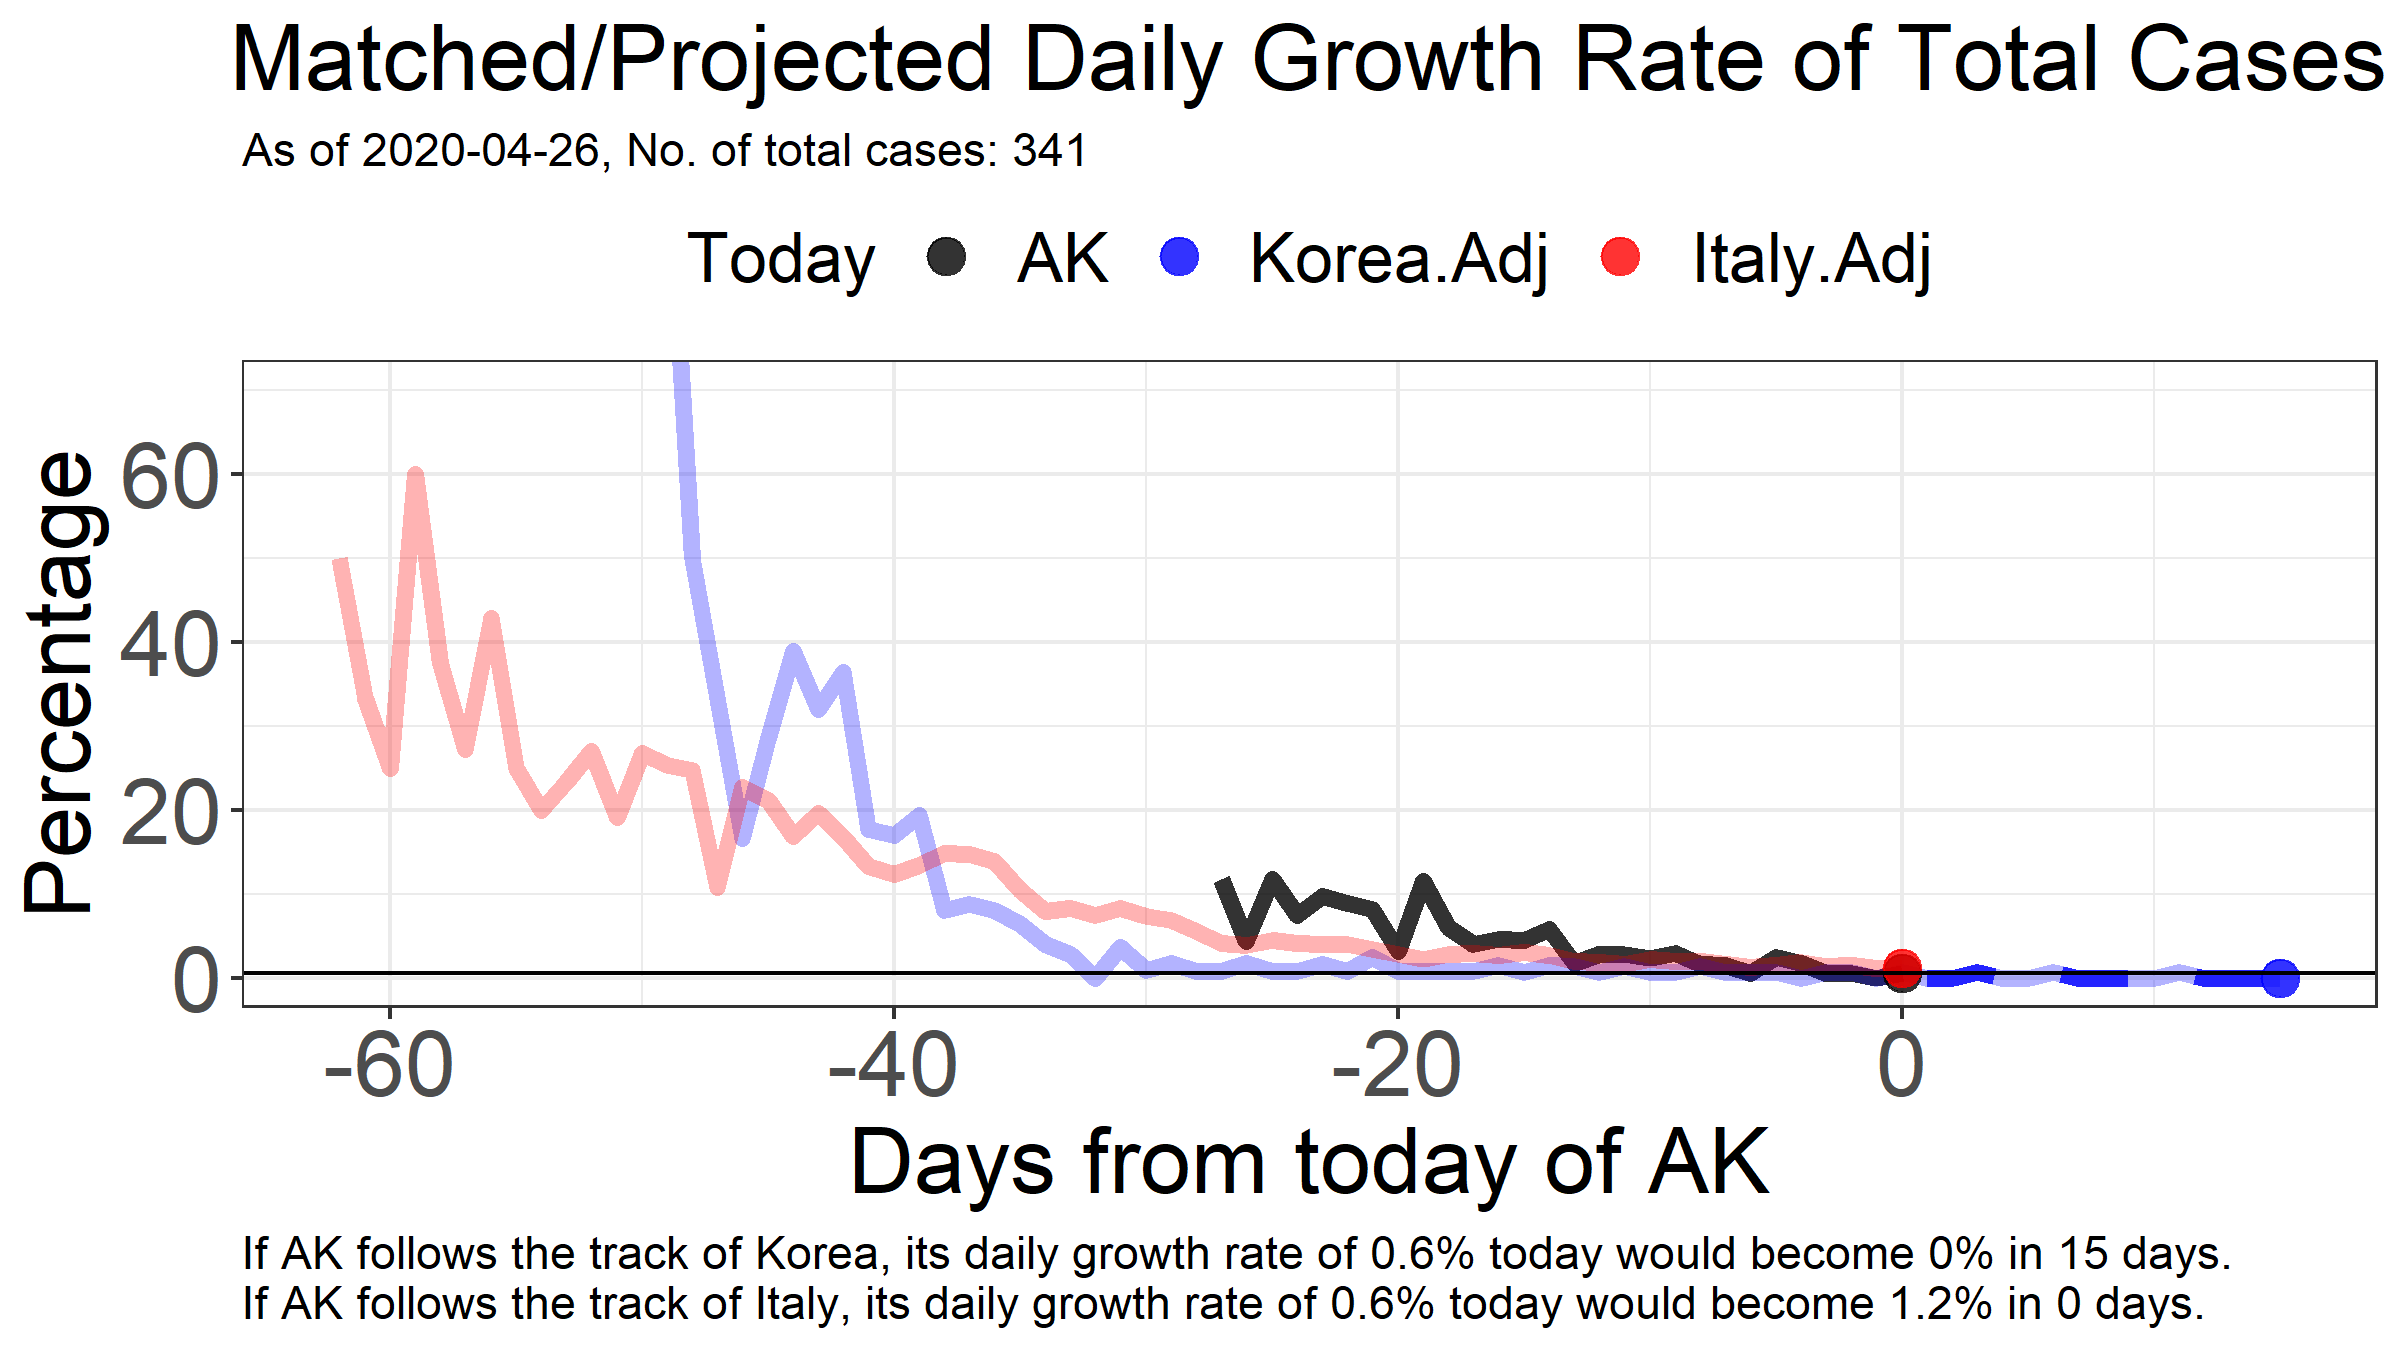 Matched/Projected Daily Growth Rate of Total Cases
As of 2020-04-26, No. of total cases: 341
Today AK Korea.Adj Italy.Adj
Percentage
60
40
20
0
-60 -40 -20 0
Days from today of AK
If AK follows the track of Korea, its daily growth rate of 0.6% today would become 0% in 15 days.
If AK follows the track of Italy, its daily growth rate of 0.6% today would become 1.2% in 0 days.